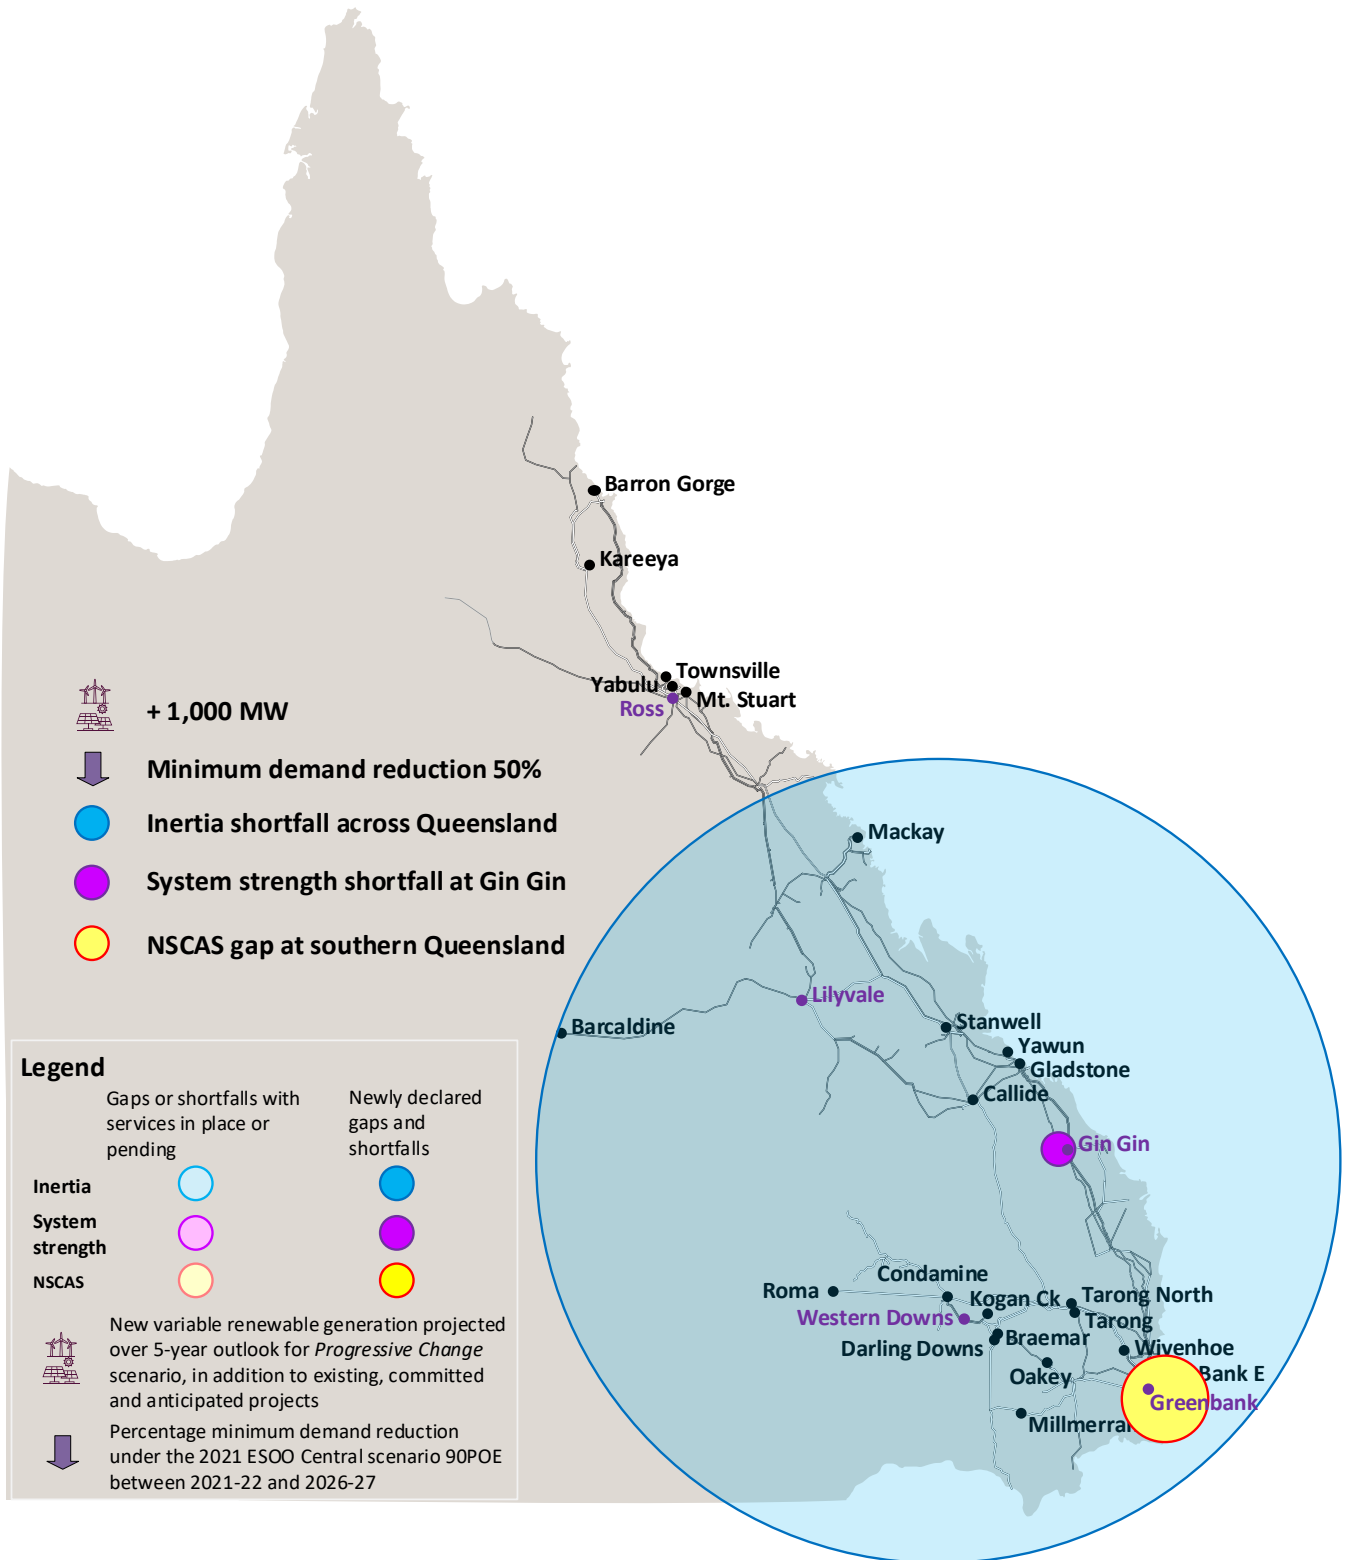 Barron Gorge
Kareeya
Townsville
Yabulu
Mt. Stuart
Ross
+ 1,000 MW
Minimum demand reduction 50%
Inertia shortfall across Queensland
System strength shortfall at Gin Gin
NSCAS gap at southern Queensland
Mackay
Lilyvale
Barcaldine
Stanwell
Yawun
Gladstone
Callide
Gin Gin
Condamine
Roma
Kogan Ck
Tarong North
Western Downs
Tarong
Braemar
Darling Downs
Wivenhoe
Oakey
Bank E
Greenbank
Millmerran
Legend
Gaps or shortfalls with
services in place or
pending
Newly declared
gaps and
shortfalls
Inertia
System
strength
NSCAS
New variable renewable generation projected
over 5-year outlook for Progressive Change
scenario, in addition to existing, committed
and anticipated projects
Percentage minimum demand reduction
under the 2021 ESOO Central scenario 90POE
between 2021-22 and 2026-27